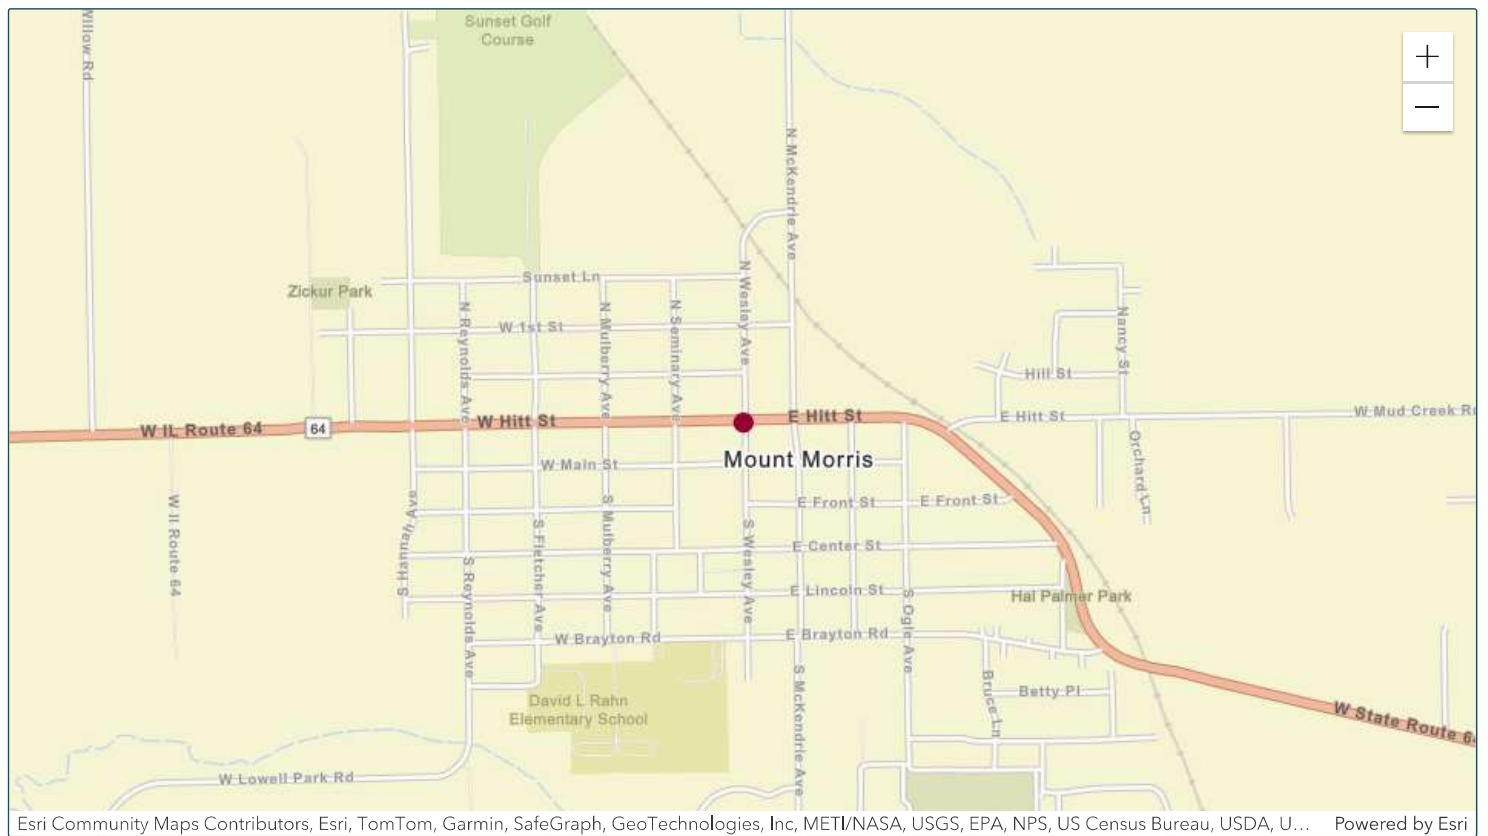 Sunset Golf
Course
Willow Rd
N McKendrie Ave
Sunset Ln
Zickur Park
N Wesley Ave
N Reynolds Ave
N Mulberry Ave
N Seminary Ave
W 1st St
Nancy St
Hill St
W IL Route 64
64
W Hitt St
E Hitt St
E Hitt St
W Mud Creek R
Mount Morris
W Main St
Orchard Ln
W Il Route 64
S Hannah Ave
S Mulberry Ave
E Front St
E Front St
S Fletcher Ave
S Wesley Ave
E Center St
S Reynolds Ave
E Lincoln St
S Ogle Ave
Hal Palmer Park
W Brayton Rd
E Brayton Rd
S McKendrie Ave
Bruce Ln
Betty Pl
David L Rahn
Elementary School
W State Route 6
W Lowell Park Rd
Esri Community Maps Contributors, Esri, TomTom, Garmin, SafeGraph, GeoTechnologies, Inc, METI/NASA, USGS, EPA, NPS, US Census Bureau, USDA, U...
Powered by Esri